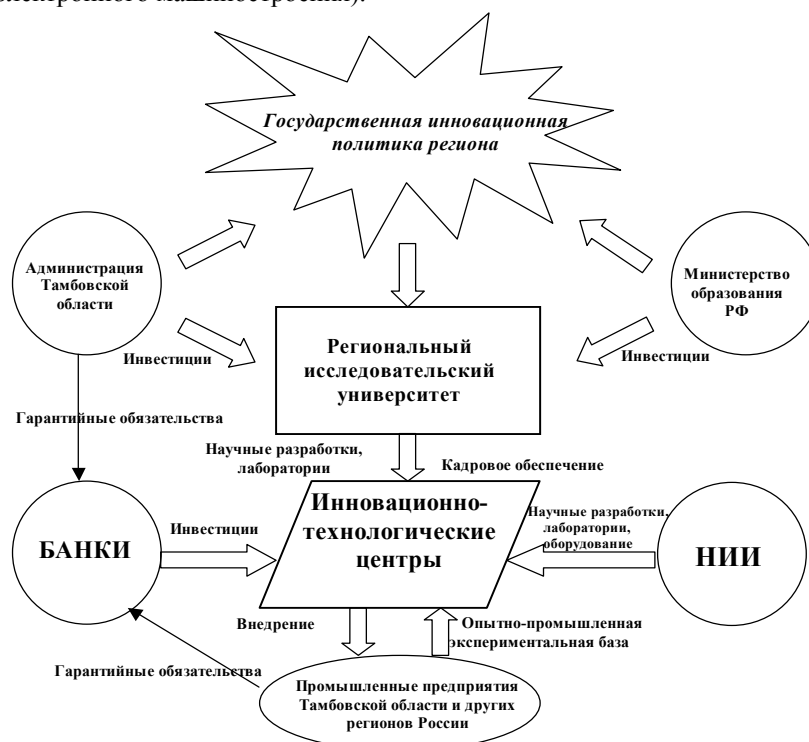 электронного машиностроения).
Государственная инновационная
политика региона
Администрация
Тамбовской
области
Министерство
образования
РФ
Инвестиции
Региональный
исследовательский
университет
Инвестиции
Гарантийные обязательства
Научные разработки,
лаборатории
Кадровое обеспечение
БАНКИ
Инвестиции
Инновационно-
технологические
центры
Научные разработки,
лаборатории,
оборудование
НИИ
Внедрение
Опытно-промышленная
экспериментальная база
Гарантийные обязательства
Промышленные предприятия
Тамбовской области и других
регионов России